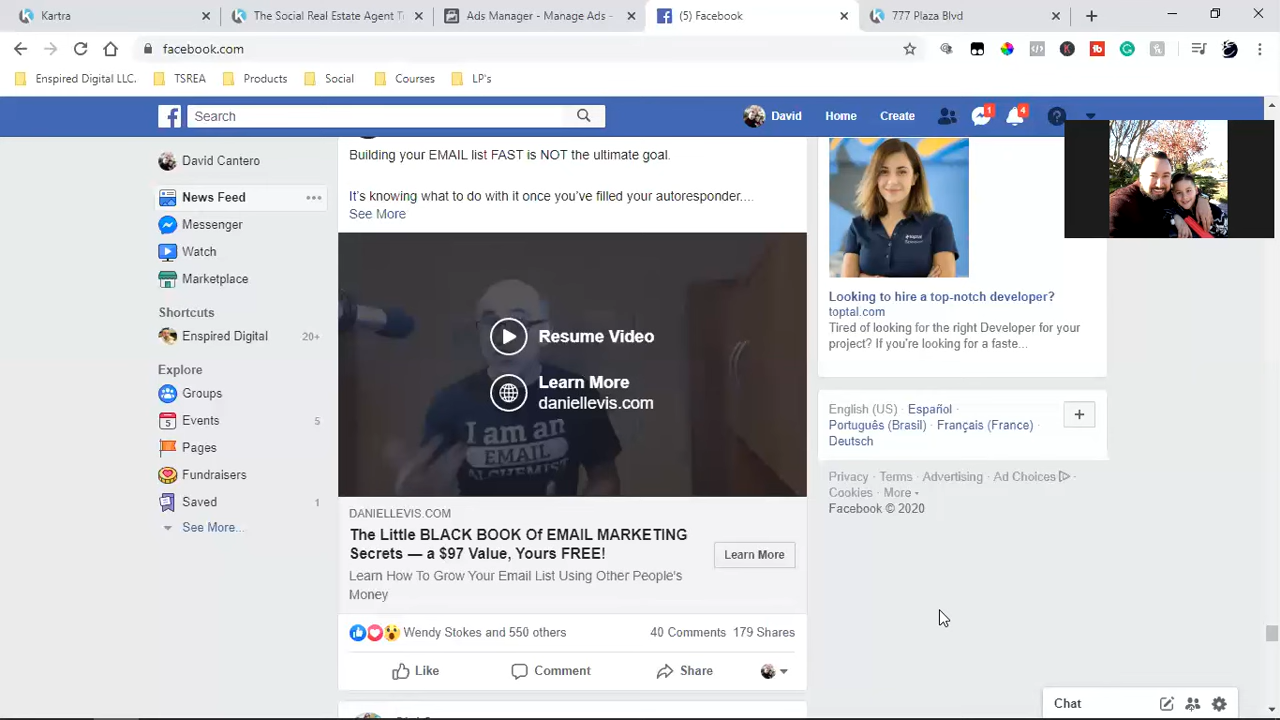 Kartra
The Social Real Estate Agent T
Ads Manager - Manage Ads -
(5) Facebook
777 Plaza Blvd
facebook.com
Enspired Digital LLC.
TSREA
Products
Social
Courses
LP's
Search
David
Home
Create
1
4
David Cantero
News Feed
Messenger
Watch
Marketplace
Shortcuts
Enspired Digital 20+
Explore
Groups
Events 5
Pages
Fundraisers
Saved 1
See More...
Building your EMAIL list FAST is NOT the ultimate goal.
It's knowing what to do with it once you've filled your autoresponder....
See More
Resume Video
Learn More
daniellevis.com
I am an
EMAIL
ALCHEMIST
DANIELLEVIS.COM
The Little BLACK BOOK Of EMAIL MARKETING
Secrets — a $97 Value, Yours FREE!
Learn More
Learn How To Grow Your Email List Using Other People's
Money
Wendy Stokes and 550 others
40 Comments 179 Shares
Like
Comment
Share
toptal
Looking to hire a top-notch developer?
toptal.com
Tired of looking for the right Developer for your
project? If you're looking for a faste...
English (US) · Español ·
Português (Brasil) · Français (France) ·
Deutsch
Privacy · Terms · Advertising · Ad Choices ·
Cookies · More
Facebook © 2020
Chat